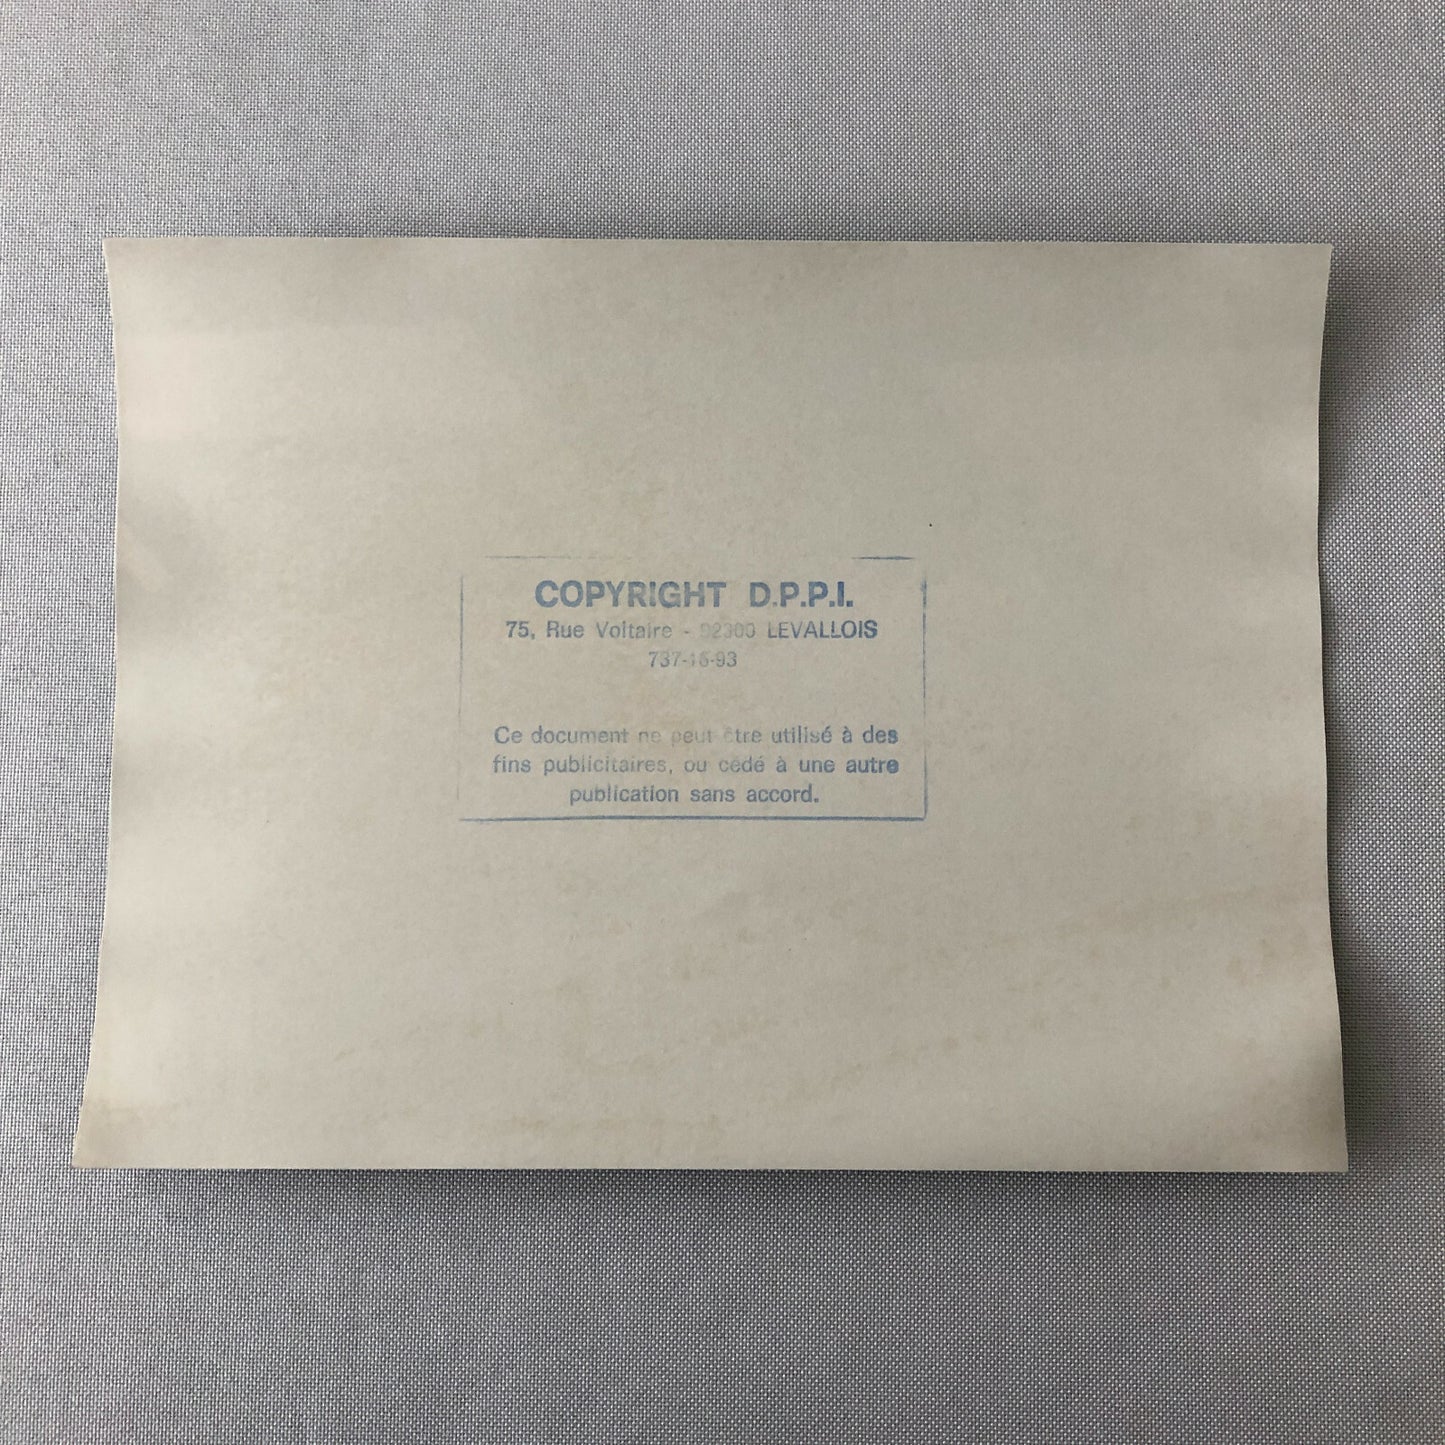 COPYRIGHT D.P.P.I.
75, Rue Voltaire - 92300 LEVALLOIS
737-16-93
Ce document ne peut être utilisé à des
fins publicitaires, ou cédé à une autre
publication sans accord.